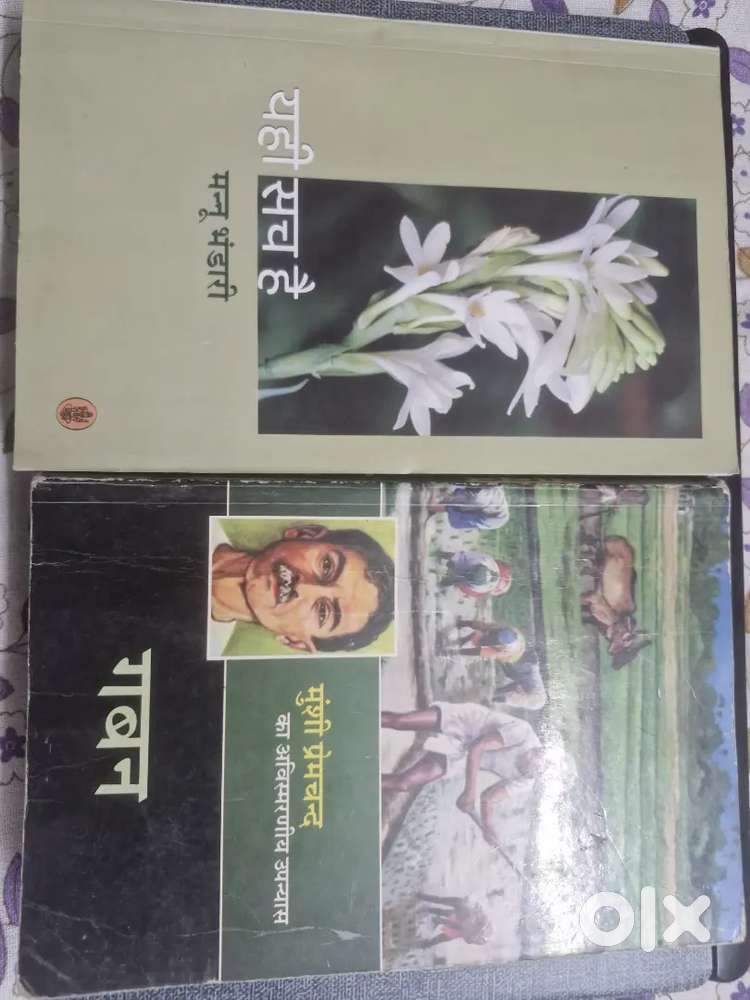 यही सच है
मन्नू भंडारी
गबन
मुंशी प्रेमचन्द
का अविस्मरणीय उपन्यास
olx